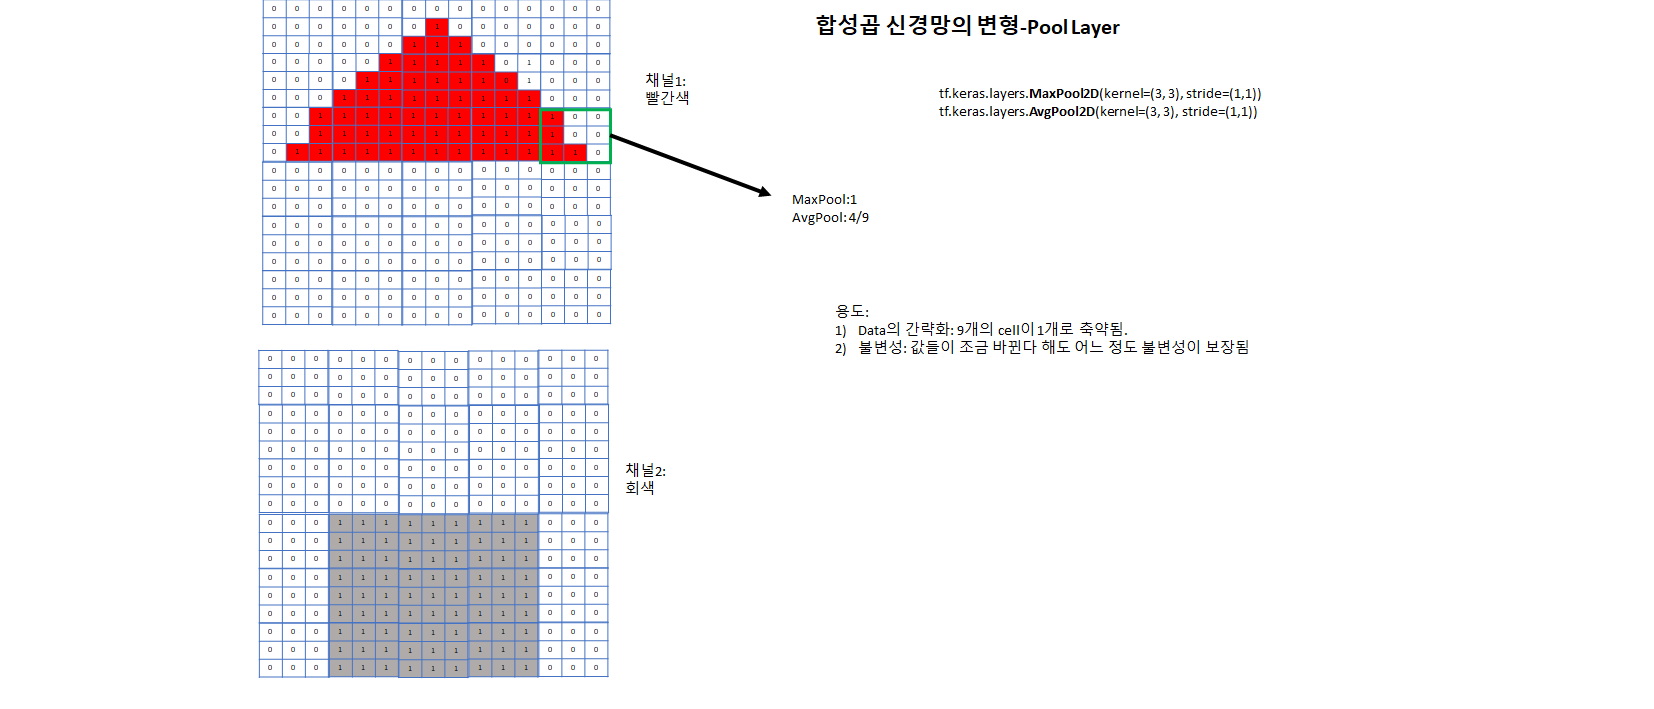 합성곱 신경망의 변형-Pool Layer
tf.keras.layers.MaxPool2D(kernel=(3, 3), stride=(1,1))
tf.keras.layers.AvgPool2D(kernel=(3, 3), stride=(1,1))
0 0 0 0 0 0 0 0 0 0 0 0 0 0 0
0 0 0 0 0 0 0 1 0 0 0 0 0 0 0
0 0 0 0 0 0 1 1 1 0 0 0 0 0 0
0 0 0 0 0 1 1 1 1 1 0 1 0 0 0
0 0 0 0 1 1 1 1 1 1 0 1 0 0 0
0 0 0 1 1 1 1 1 1 1 1 1 0 0 0
0 0 1 1 1 1 1 1 1 1 1 1 1 0 0
0 0 1 1 1 1 1 1 1 1 1 1 1 0 0
0 1 1 1 1 1 1 1 1 1 1 1 1 1 0
0 0 0 0 0 0 0 0 0 0 0 0 0 0 0
0 0 0 0 0 0 0 0 0 0 0 0 0 0 0
0 0 0 0 0 0 0 0 0 0 0 0 0 0 0
0 0 0 0 0 0 0 0 0 0 0 0 0 0 0
0 0 0 0 0 0 0 0 0 0 0 0 0 0 0
0 0 0 0 0 0 0 0 0 0 0 0 0 0 0
0 0 0 0 0 0 0 0 0 0 0 0 0 0 0
0 0 0 0 0 0 0 0 0 0 0 0 0 0 0
0 0 0 0 0 0 0 0 0 0 0 0 0 0 0
채널1:
빨간색
MaxPool:1
AvgPool: 4/9
용도:
1) Data의 간략화: 9개의 cell이 1개로 축약됨.
2) 불변성: 값들이 조금 바뀐다 해도 어느 정도 불변성이 보장됨
0 0 0 0 0 0 0 0 0 0 0 0 0 0 0
0 0 0 0 0 0 0 0 0 0 0 0 0 0 0
0 0 0 0 0 0 0 0 0 0 0 0 0 0 0
0 0 0 0 0 0 0 0 0 0 0 0 0 0 0
0 0 0 0 0 0 0 0 0 0 0 0 0 0 0
0 0 0 0 0 0 0 0 0 0 0 0 0 0 0
0 0 0 0 0 0 0 0 0 0 0 0 0 0 0
0 0 0 0 0 0 0 0 0 0 0 0 0 0 0
0 0 0 0 0 0 0 0 0 0 0 0 0 0 0
0 0 0 1 1 1 1 1 1 1 1 1 0 0 0
0 0 0 1 1 1 1 1 1 1 1 1 0 0 0
0 0 0 1 1 1 1 1 1 1 1 1 0 0 0
0 0 0 1 1 1 1 1 1 1 1 1 0 0 0
0 0 0 1 1 1 1 1 1 1 1 1 0 0 0
0 0 0 1 1 1 1 1 1 1 1 1 0 0 0
0 0 0 1 1 1 1 1 1 1 1 1 0 0 0
0 0 0 1 1 1 1 1 1 1 1 1 0 0 0
0 0 0 1 1 1 1 1 1 1 1 1 0 0 0
채널2:
회색